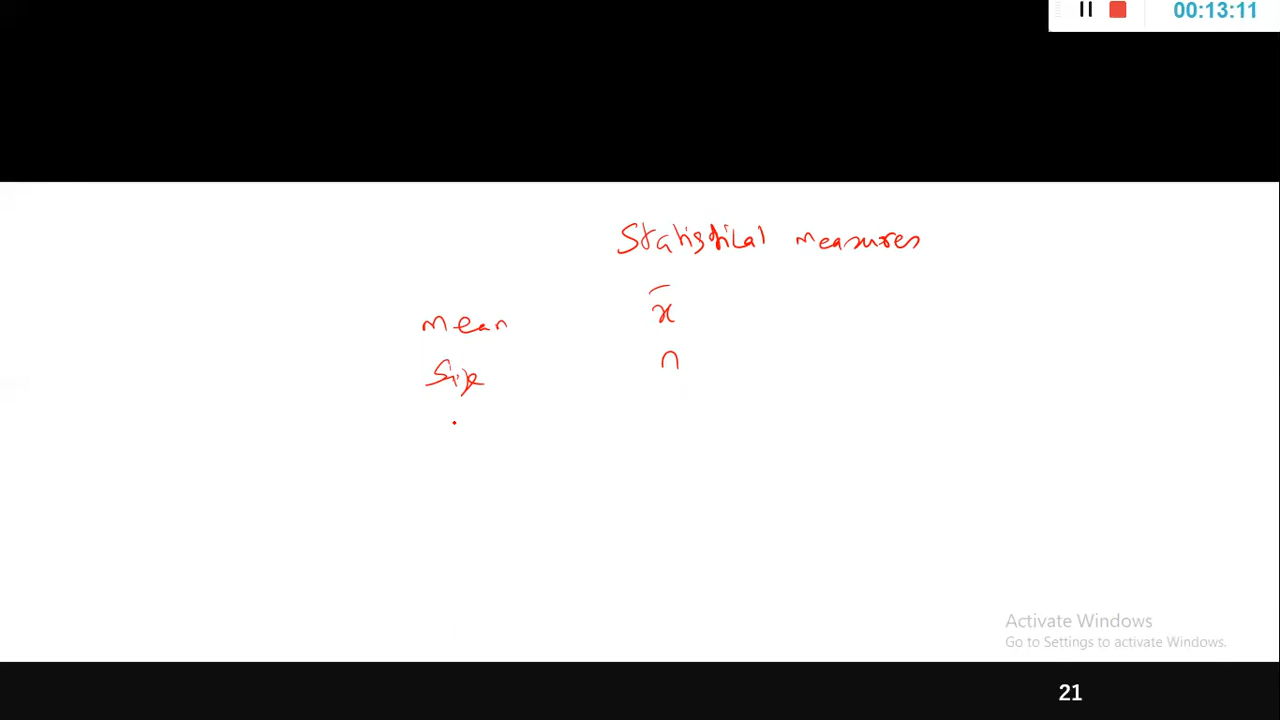 00:13:11
Statistical measures
mean x̄
Size n
Activate Windows
Go to Settings to activate Windows.
21